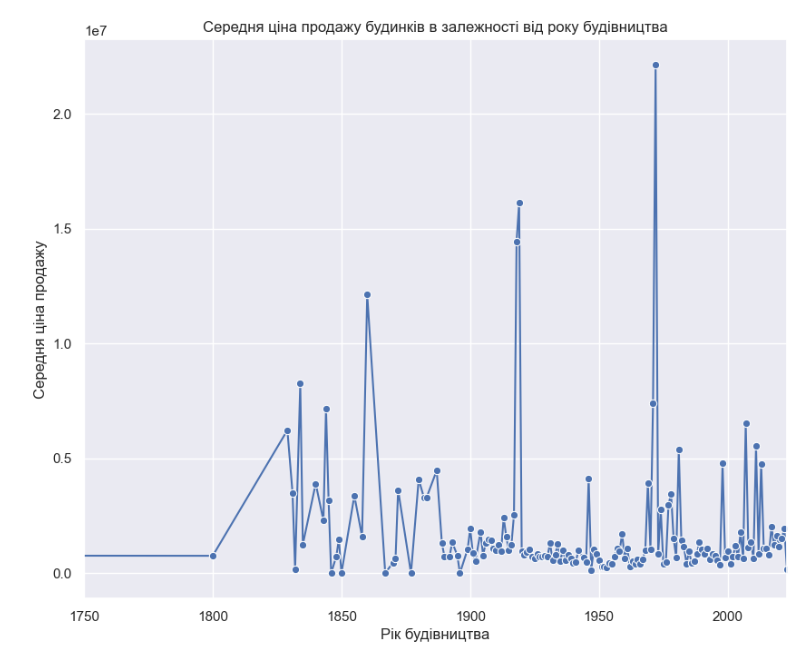 Середня ціна продажу будинків в залежності від року будівництва
1e7
2.0
1.5
1.0
0.5
0.0
Середня ціна продажу
1750 1800 1850 1900 1950 2000
Рік будівництва